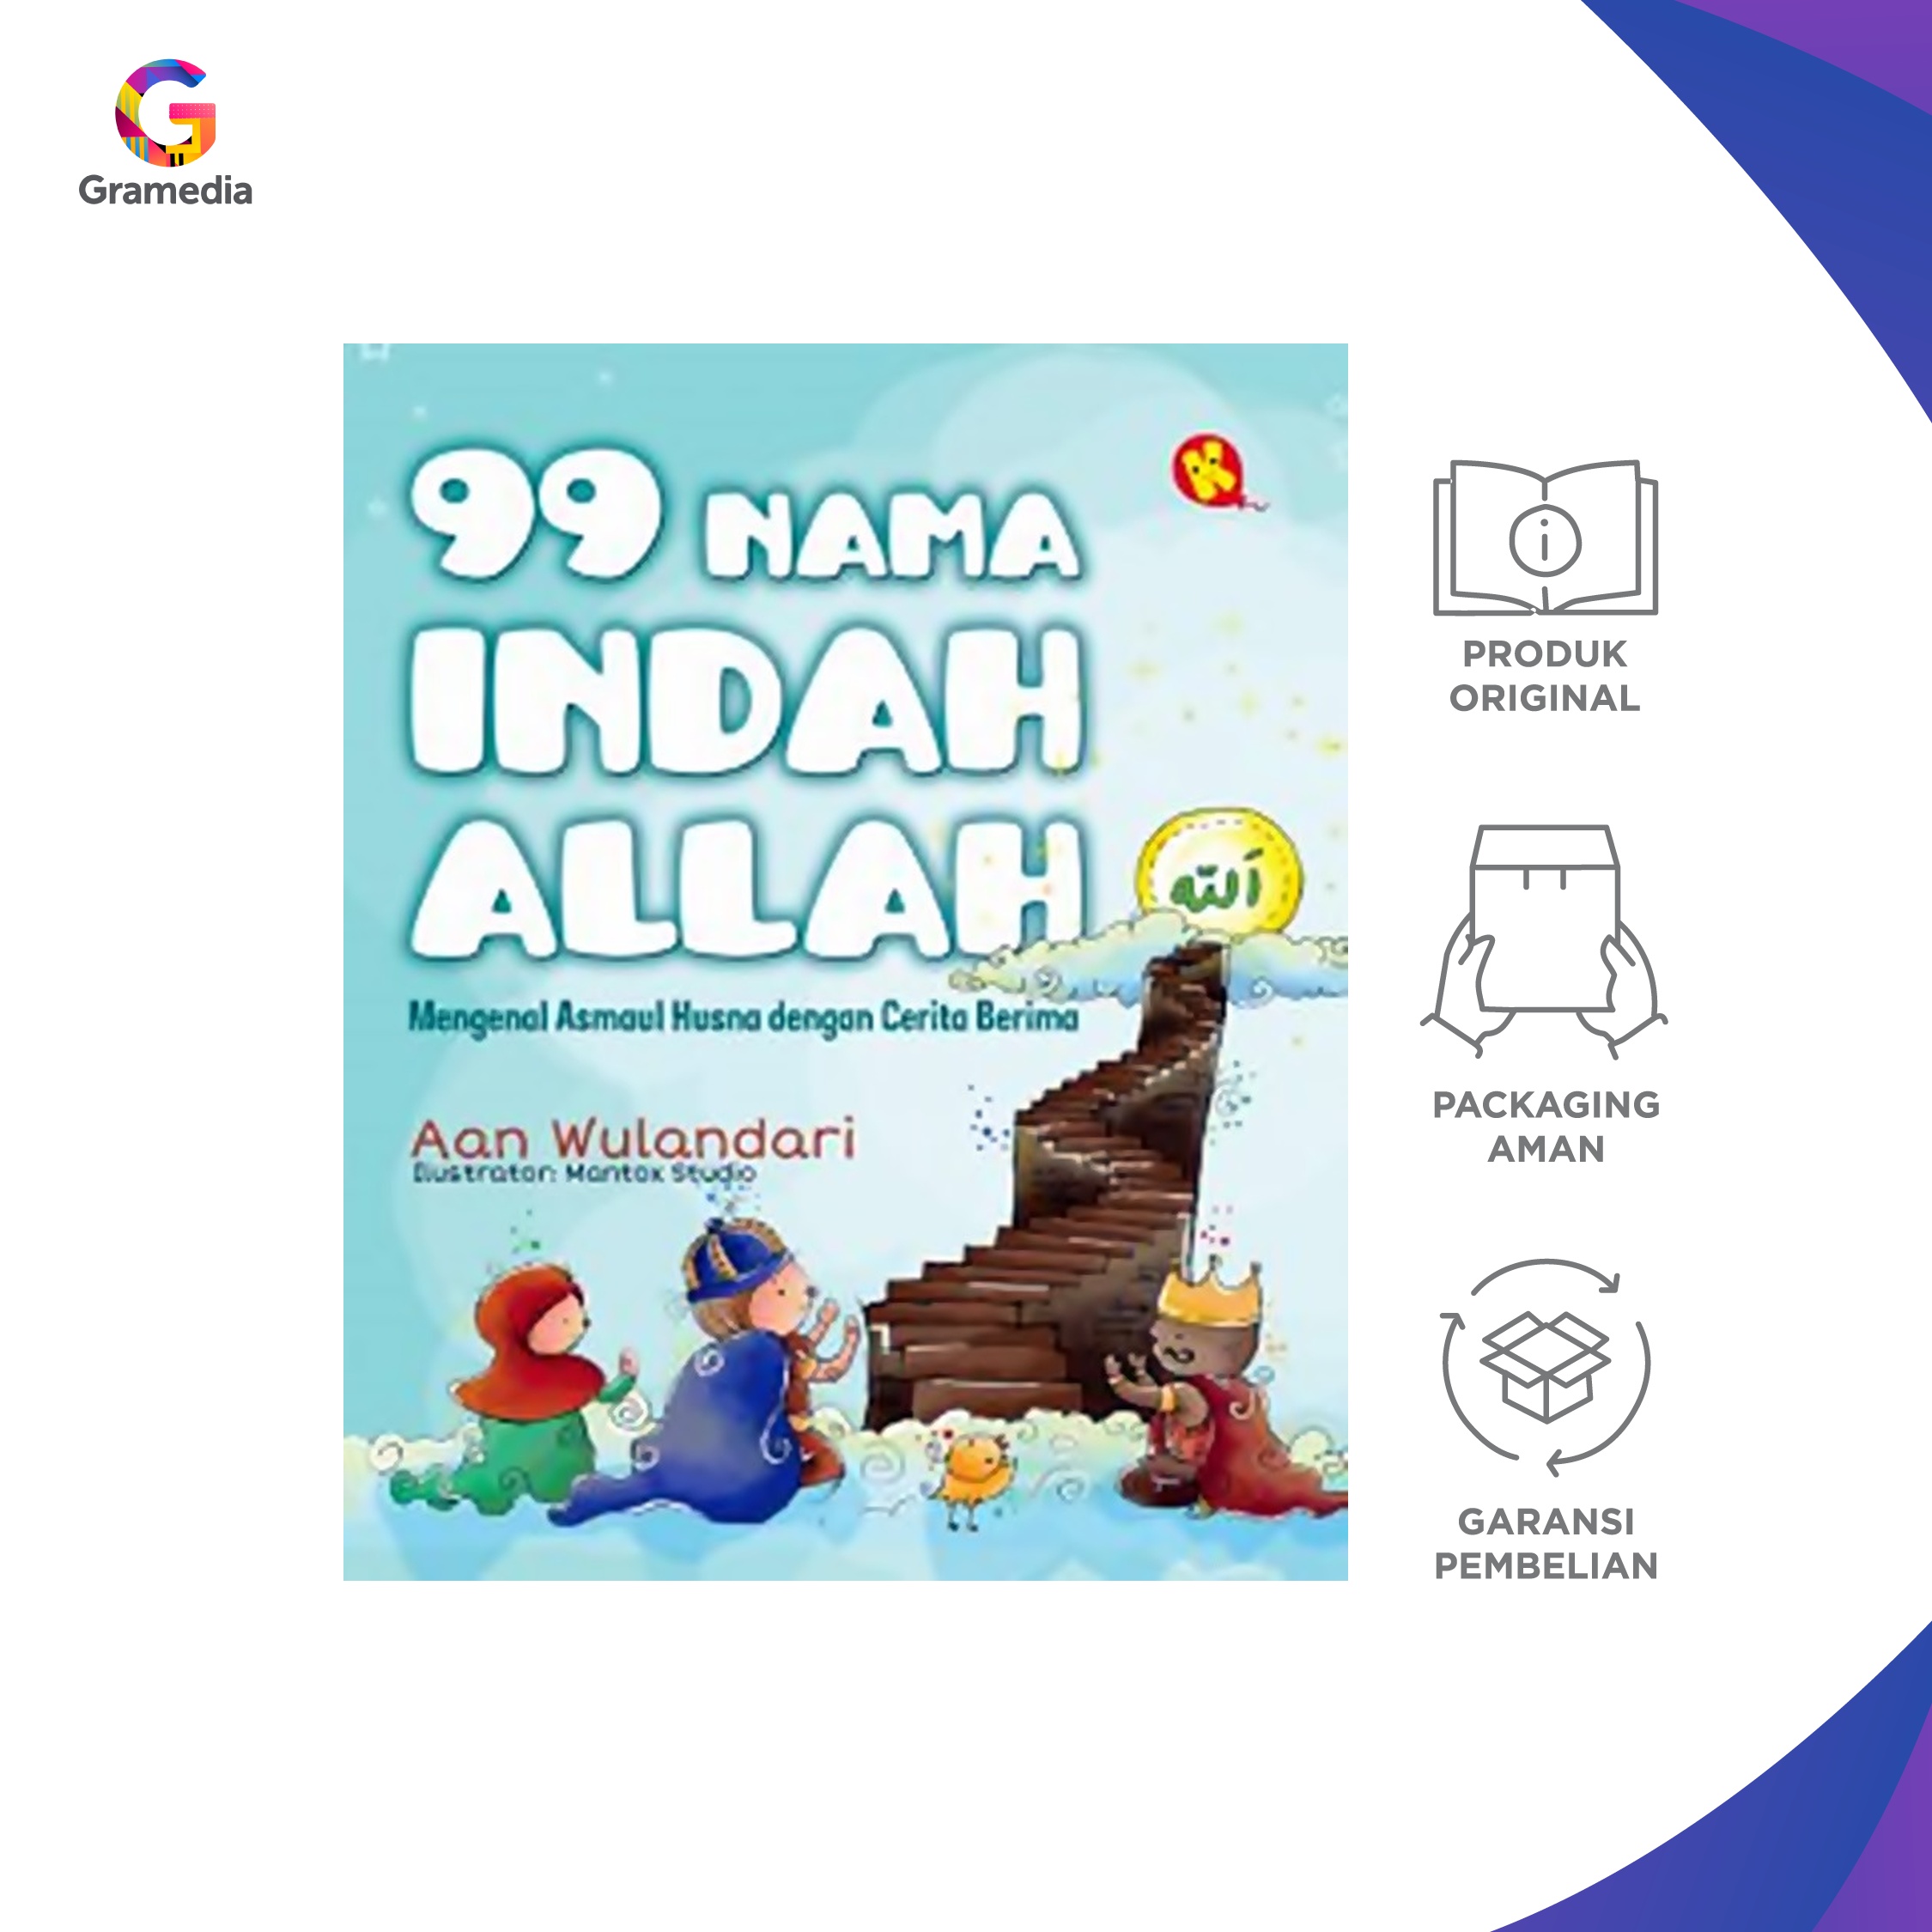 Gramedia
99 NAMA
INDAH
ALLAH
الله
Mengenal Asmaul Husna dengan Cerita Berima
Aan Wulandari
Ilustrator: Mantox Studio
PRODUK
ORIGINAL
PACKAGING
AMAN
GARANSI
PEMBELIAN